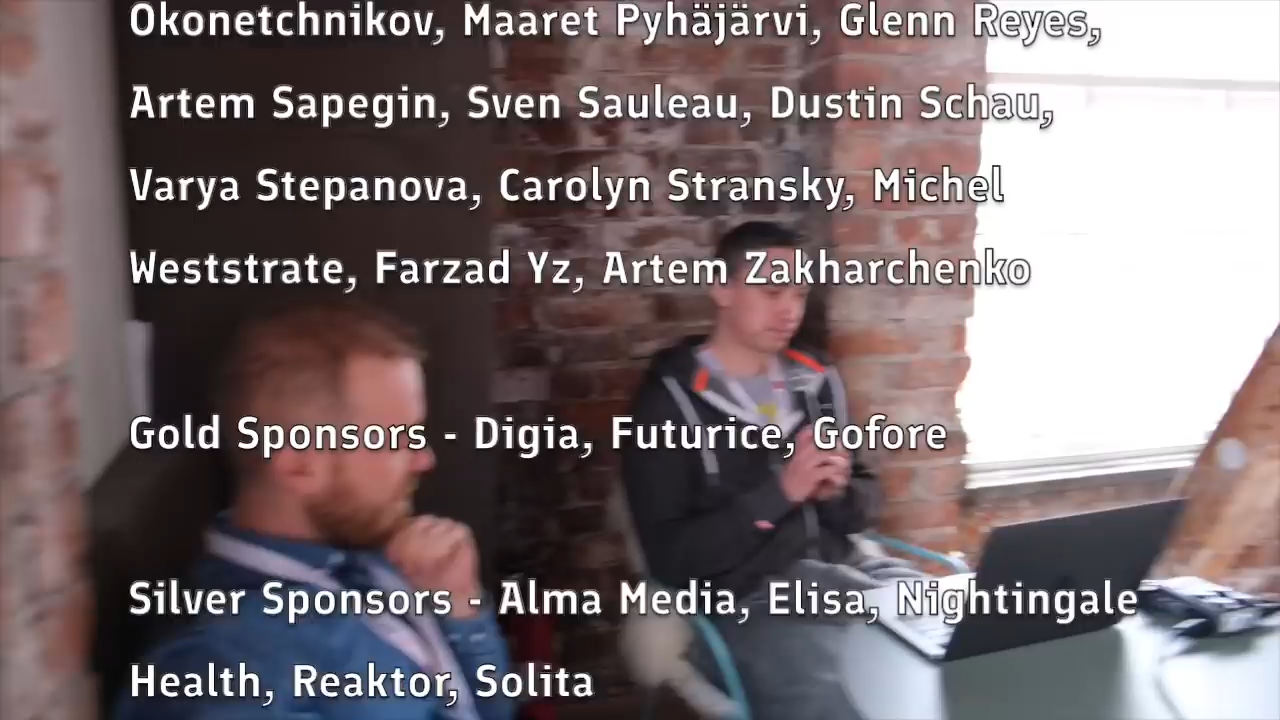 Okonetchnikov, Maaret Pyhäjärvi, Glenn Reyes,
Artem Sapegin, Sven Sauleau, Dustin Schau,
Varya Stepanova, Carolyn Stransky, Michel
Weststrate, Farzad Yz, Artem Zakharchenko
Gold Sponsors - Digia, Futurice, Gofore
Silver Sponsors - Alma Media, Elisa, Nightingale
Health, Reaktor, Solita